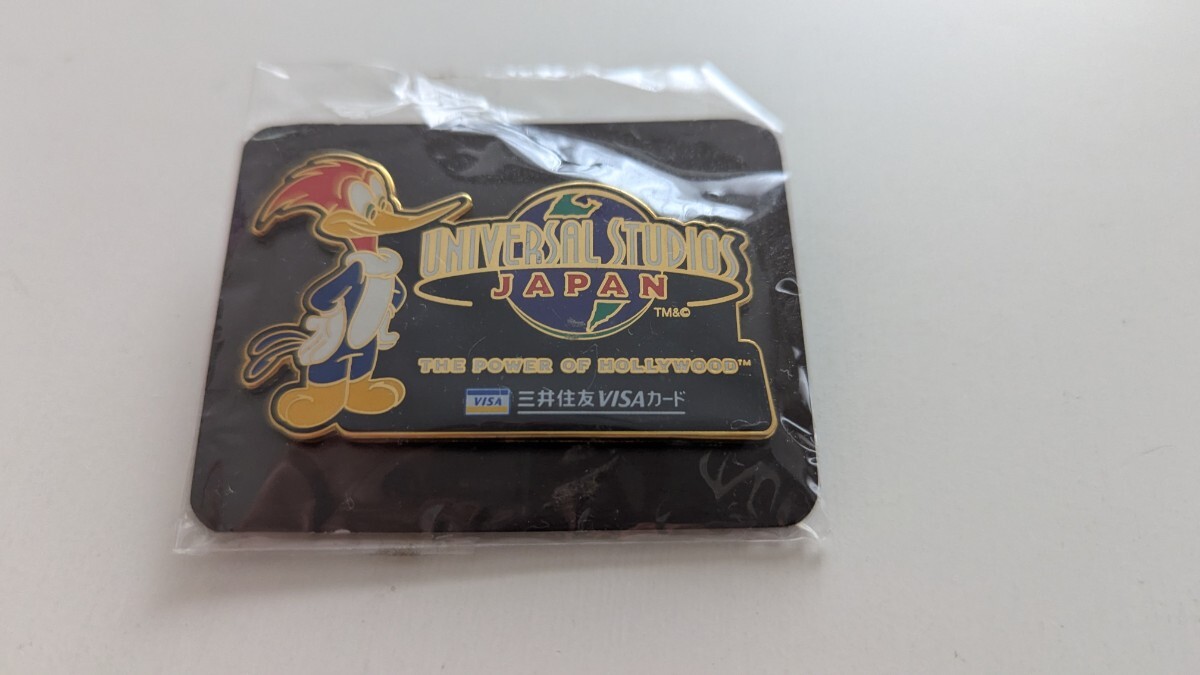 UNIVERSAL STUDIOS
JAPAN
TM&©
THE POWER OF HOLLYWOOD™
VISA 三井住友VISAカード